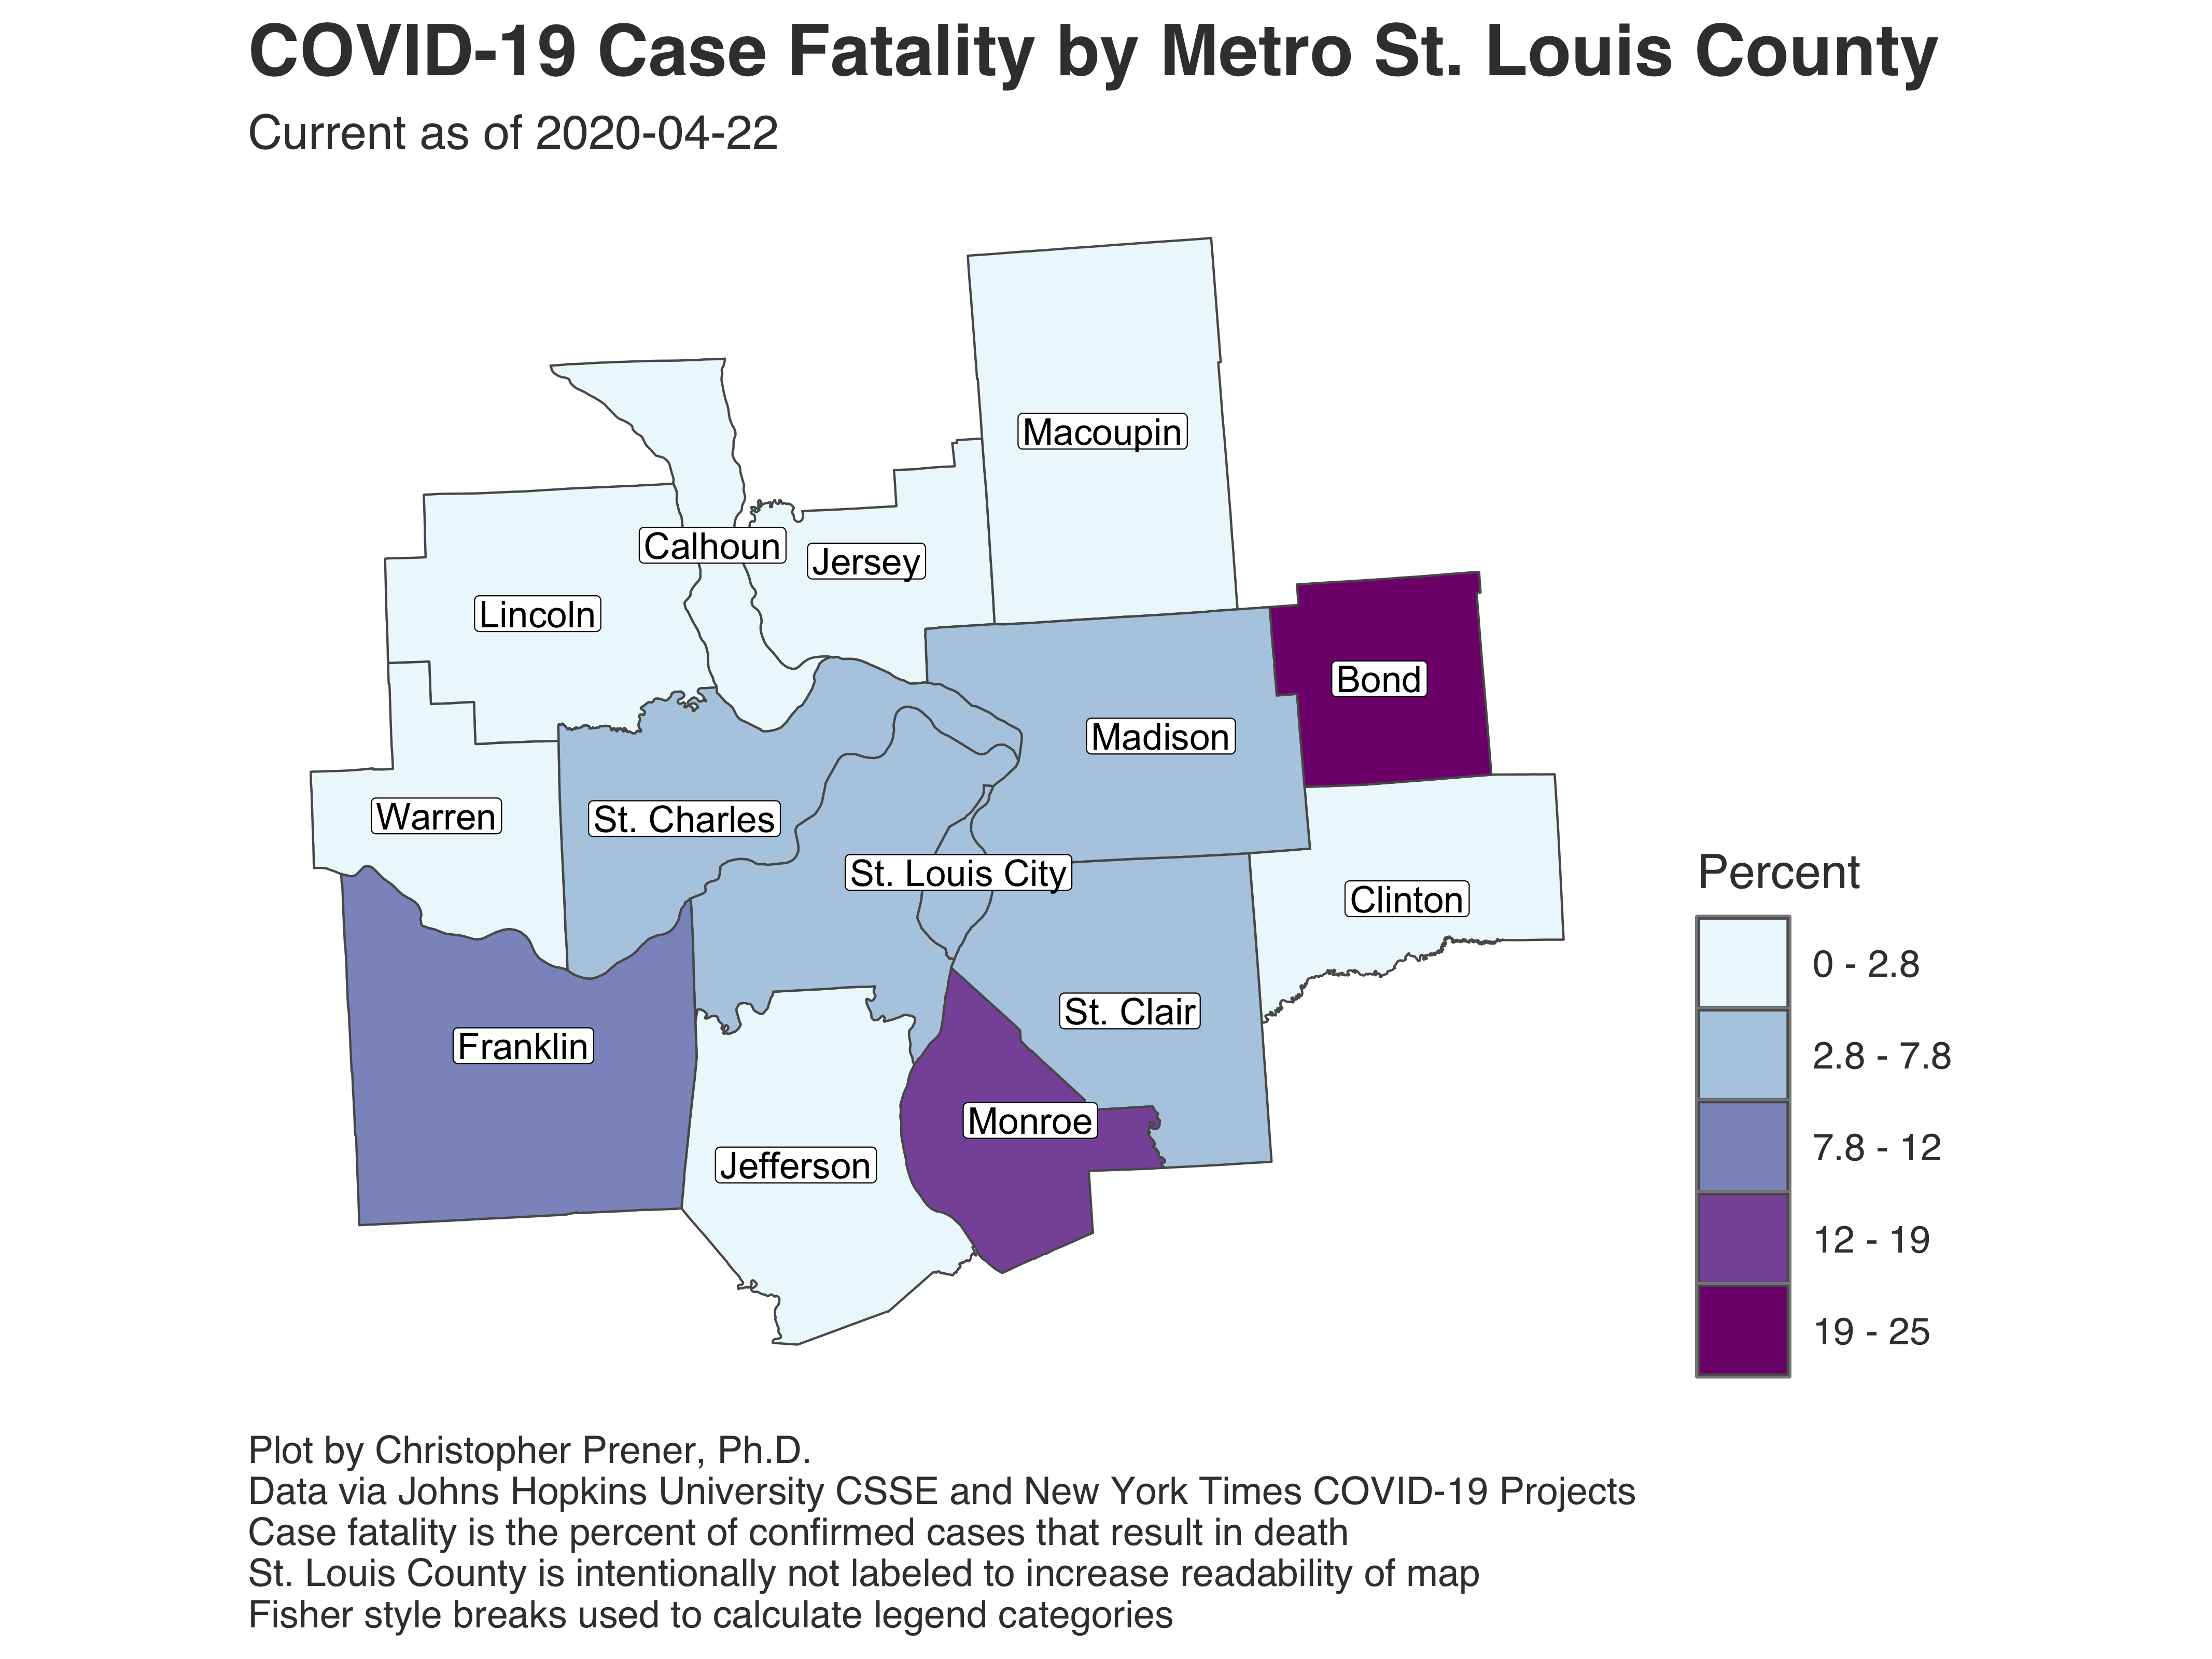 COVID-19 Case Fatality by Metro St. Louis County
Current as of 2020-04-22
Macoupin
Calhoun
Jersey
Lincoln
Bond
Madison
Warren
St. Charles
St. Louis City
Clinton
St. Clair
Franklin
Monroe
Jefferson
Percent
0 - 2.8
2.8 - 7.8
7.8 - 12
12 - 19
19 - 25
Plot by Christopher Prener, Ph.D.
Data via Johns Hopkins University CSSE and New York Times COVID-19 Projects
Case fatality is the percent of confirmed cases that result in death
St. Louis County is intentionally not labeled to increase readability of map
Fisher style breaks used to calculate legend categories